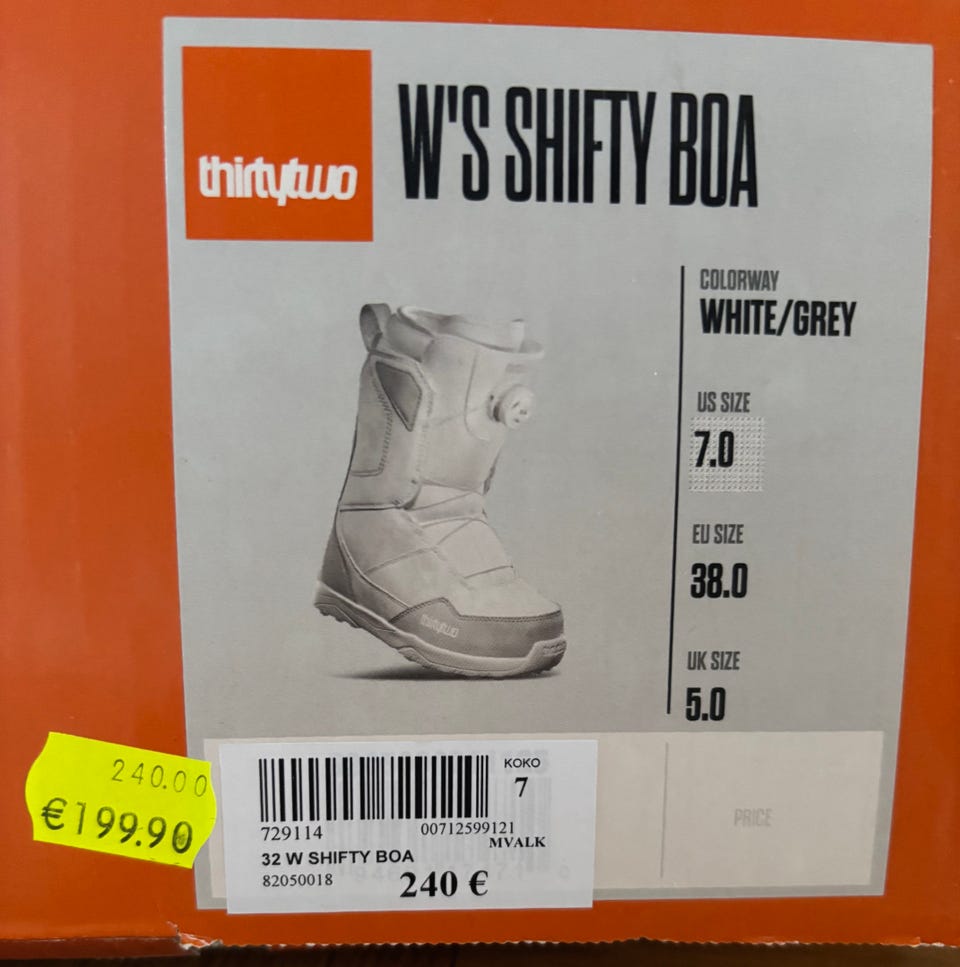 thirtytwo
W'S SHIFTY BOA
COLORWAY
WHITE/GREY
US SIZE
7.0
EU SIZE
38.0
UK SIZE
5.0
thirtytwo
240.00
€199.90
KOKO
7
729114
00712599121
MVALK
32 W SHIFTY BOA
82050018
240 €
PRICE